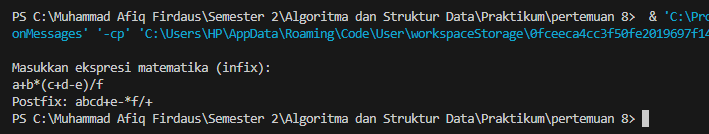 PS C:\Muhammad Afiq Firdaus\Semester 2\Algoritma dan Struktur Data\Praktikum\pertemuan 8>  & 'C:\Pro
onMessages' '-cp' 'C:\Users\HP\AppData\Roaming\Code\User\workspaceStorage\0fceeca4cc3f50fe2019697f14
Masukkan ekspresi matematika (infix):
a+b*(c+d-e)/f
Postfix: abcd+e-*f/+
PS C:\Muhammad Afiq Firdaus\Semester 2\Algoritma dan Struktur Data\Praktikum\pertemuan 8>